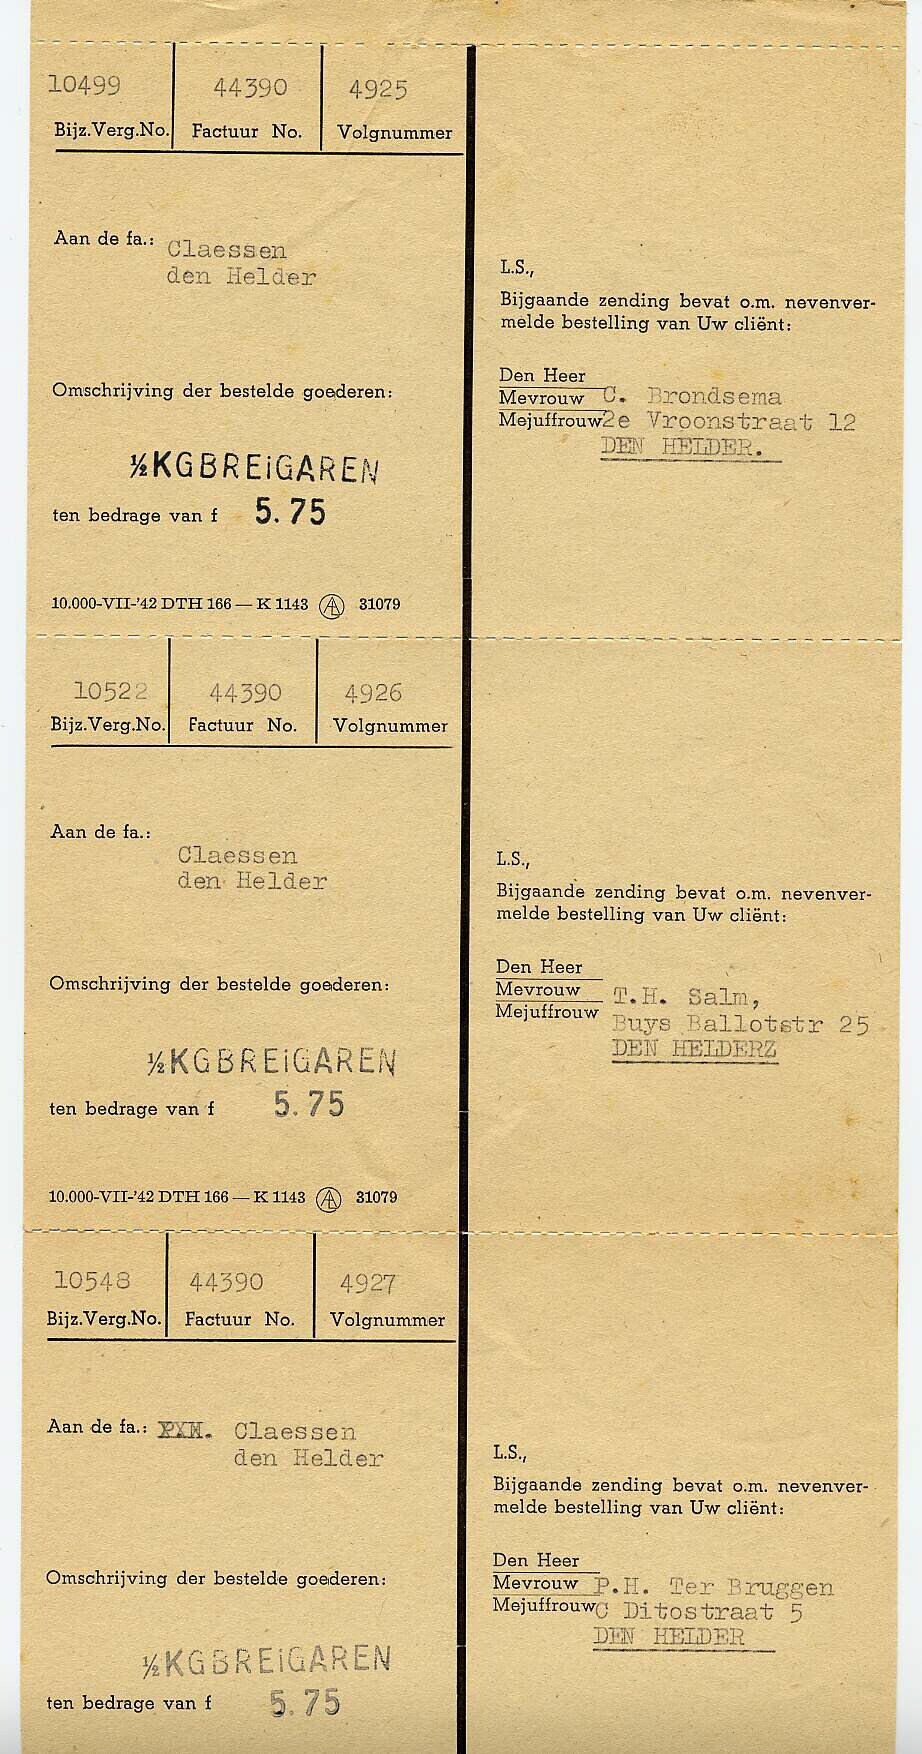 10499 44390 4925
Bijz.Verg.No. Factuur No. Volgnummer
Aan de fa.: Claessen
den Helder
Omschrijving der bestelde goederen:
½KGBREiGAREN
ten bedrage van f 5.75
10.000-VII-'42 DTH 166 — K 1143 31079
L.S.,
Bijgaande zending bevat o.m. nevenver-
melde bestelling van Uw cliënt:
Den Heer
Mevrouw C. Brondsema
Mejuffrouw 2e Vroonstraat 12
DEN HELDER.
10522 44390 4926
Bijz.Verg.No. Factuur No. Volgnummer
Aan de fa.:
Claessen
den Helder
Omschrijving der bestelde goederen:
½KGBREiGAREN
ten bedrage van f 5.75
10.000-VII-'42 DTH 166 — K 1143 31079
L.S.,
Bijgaande zending bevat o.m. nevenver-
melde bestelling van Uw cliënt:
Den Heer
Mevrouw T.H. Salm,
Mejuffrouw Buys Ballotstr 25
DEN HELDERZ
10548 44390 4927
Bijz.Verg.No. Factuur No. Volgnummer
Aan de fa.: Claessen
den Helder
Omschrijving der bestelde goederen:
½KGBREiGAREN
ten bedrage van f 5.75
L.S.,
Bijgaande zending bevat o.m. nevenver-
melde bestelling van Uw cliënt:
Den Heer
Mevrouw P.H. Ter Bruggen
Mejuffrouw C Ditostraat 5
DEN HELDER